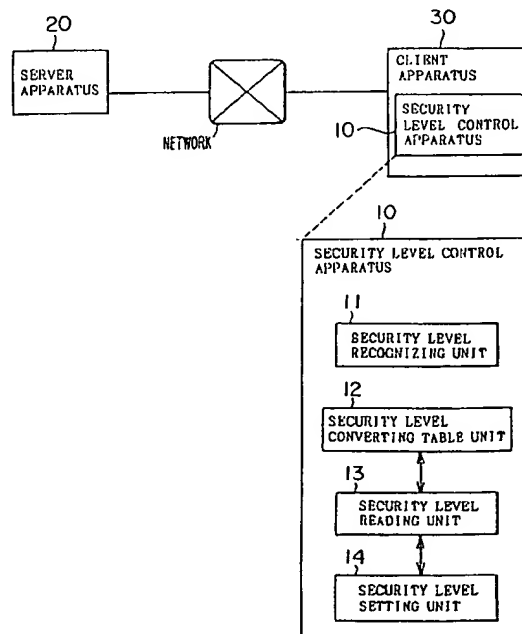 20
SERVER
APPARATUS
NETWORK
30
CLIENT
APPARATUS
10
SECURITY
LEVEL CONTROL
APPARATUS
10
SECURITY LEVEL CONTROL
APPARATUS
11
SECURITY LEVEL
RECOGNIZING UNIT
12
SECURITY LEVEL
CONVERTING TABLE UNIT
13
SECURITY LEVEL
READING UNIT
14
SECURITY LEVEL
SETTING UNIT